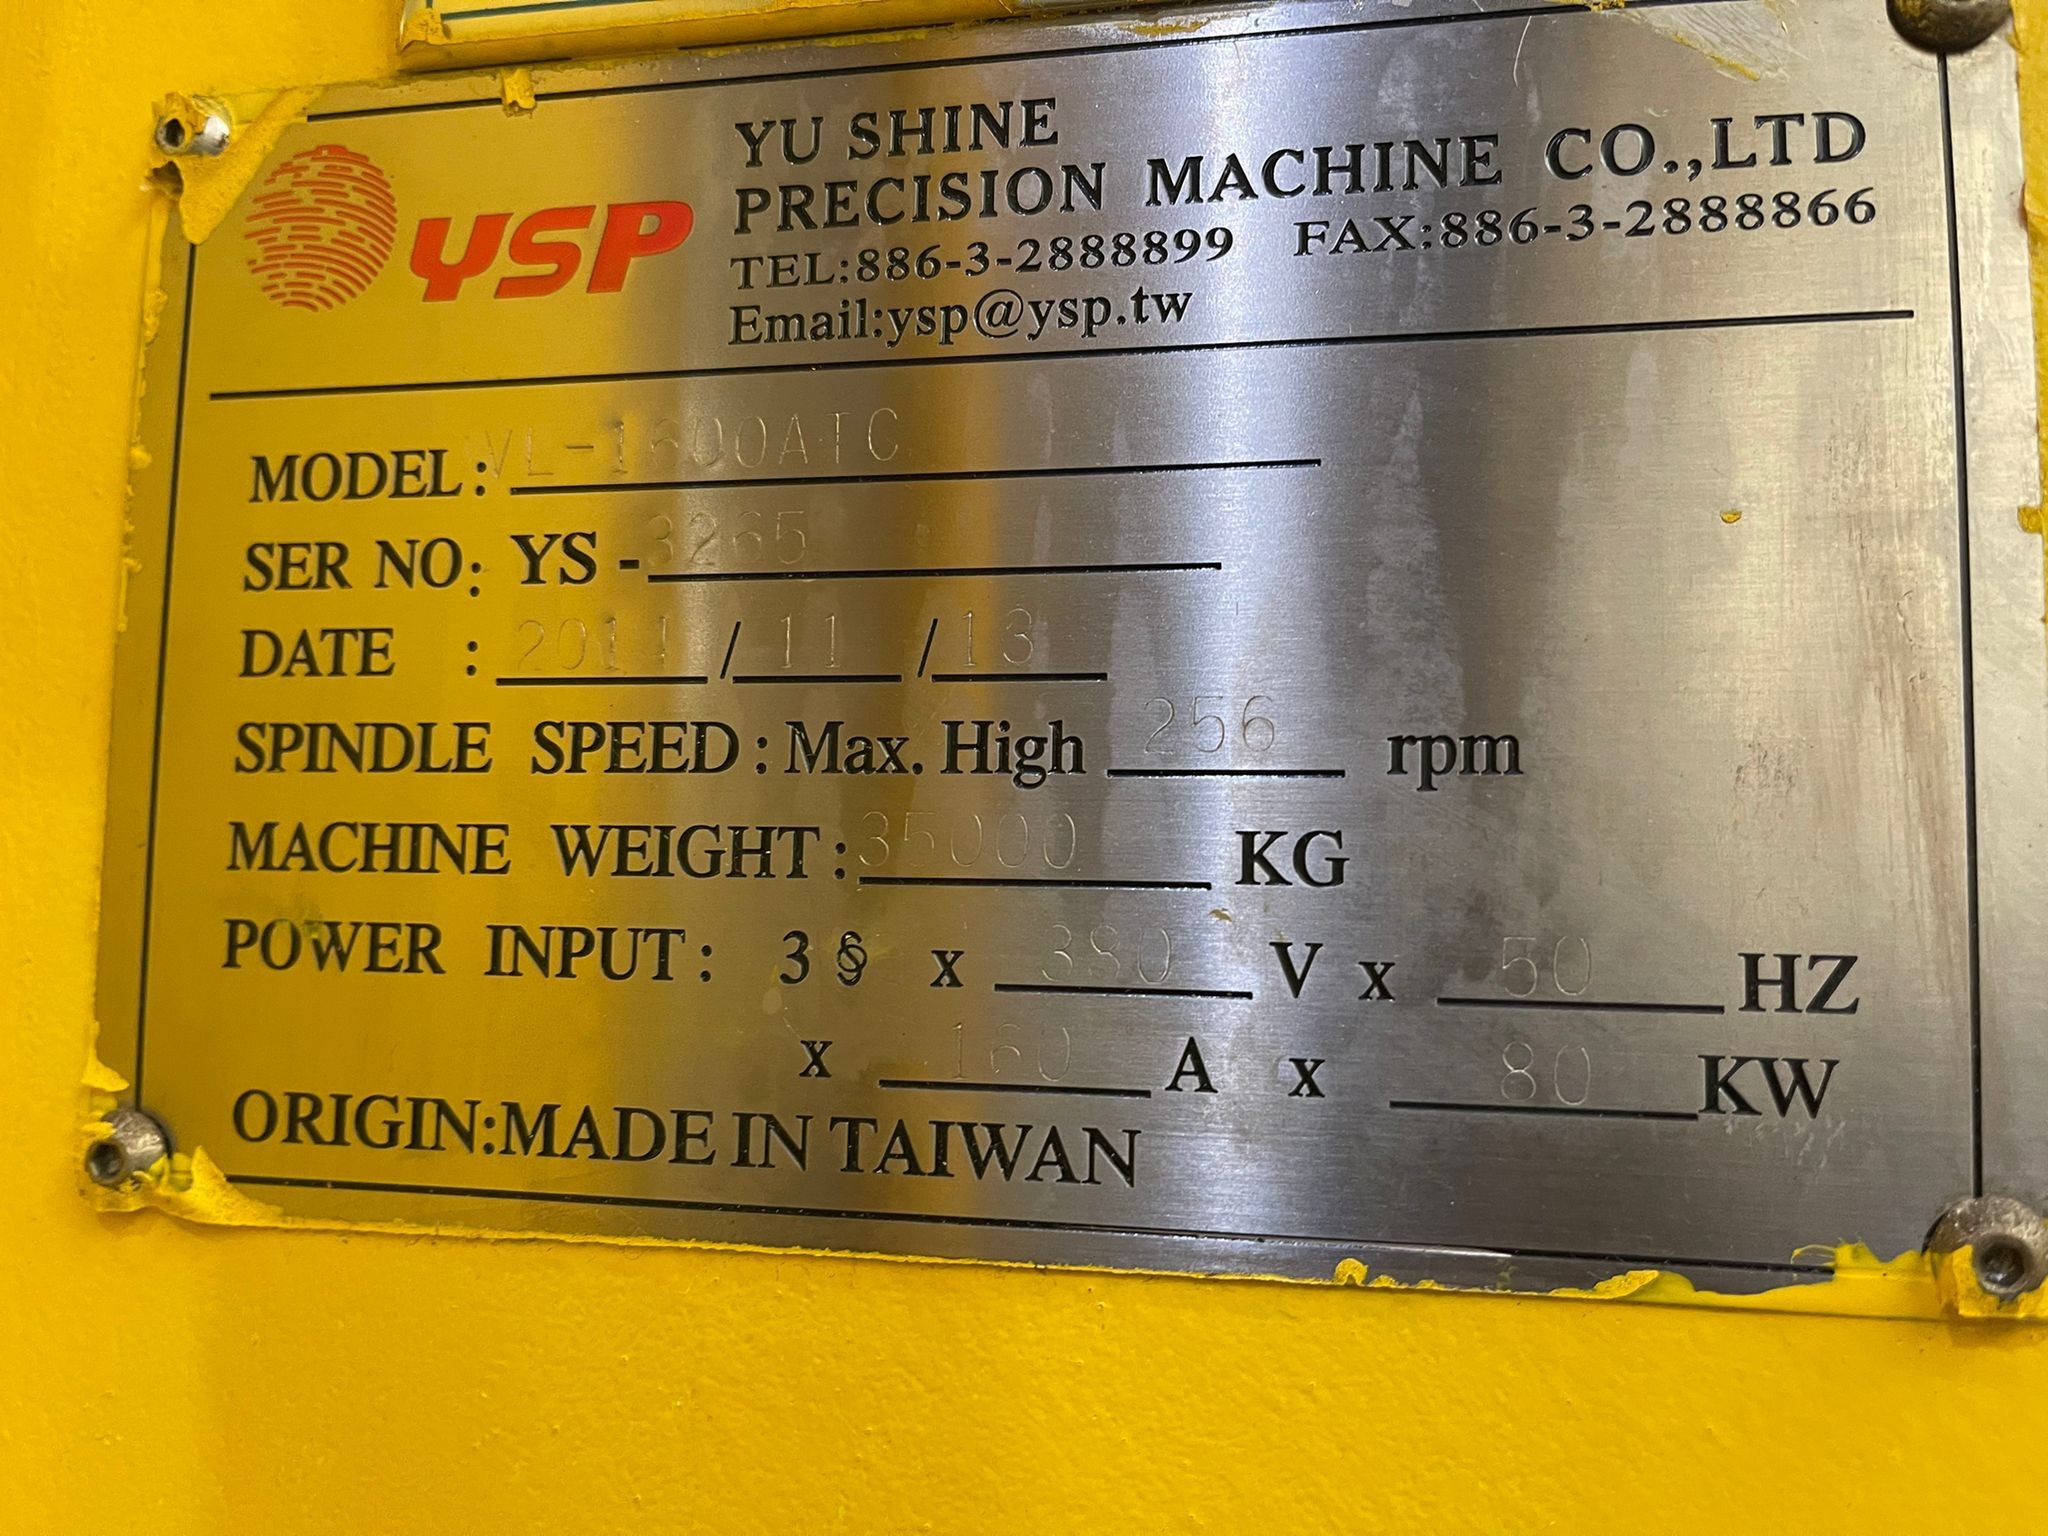 YSP
YU SHINE
PRECISION MACHINE CO.,LTD
TEL:886-3-2888899 FAX:886-3-2888866
Email:ysp@ysp.tw
MODEL: VL-1600ATC
SER NO: YS-3265
DATE : 2011 / 11 / 13
SPINDLE SPEED: Max. High 256 rpm
MACHINE WEIGHT: 35000 KG
POWER INPUT: 3 § x 380 V x 50 HZ
x 160 A x 80 KW
ORIGIN:MADE IN TAIWAN